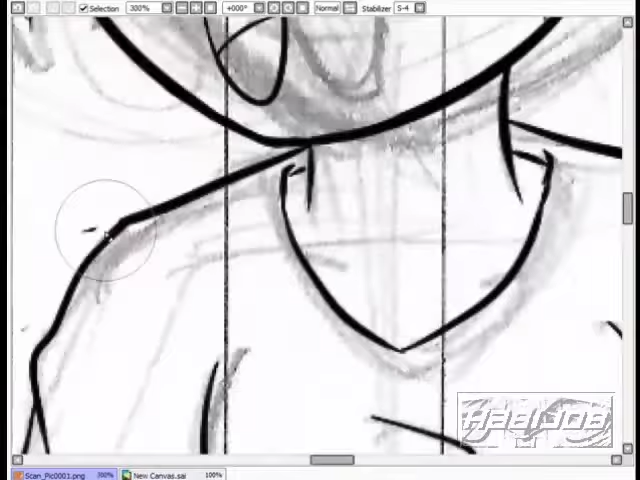 Selection 300% +000° Normal Stabilizer S-4
Scan_Pic0001.png 300% New Canvas.sai 100%